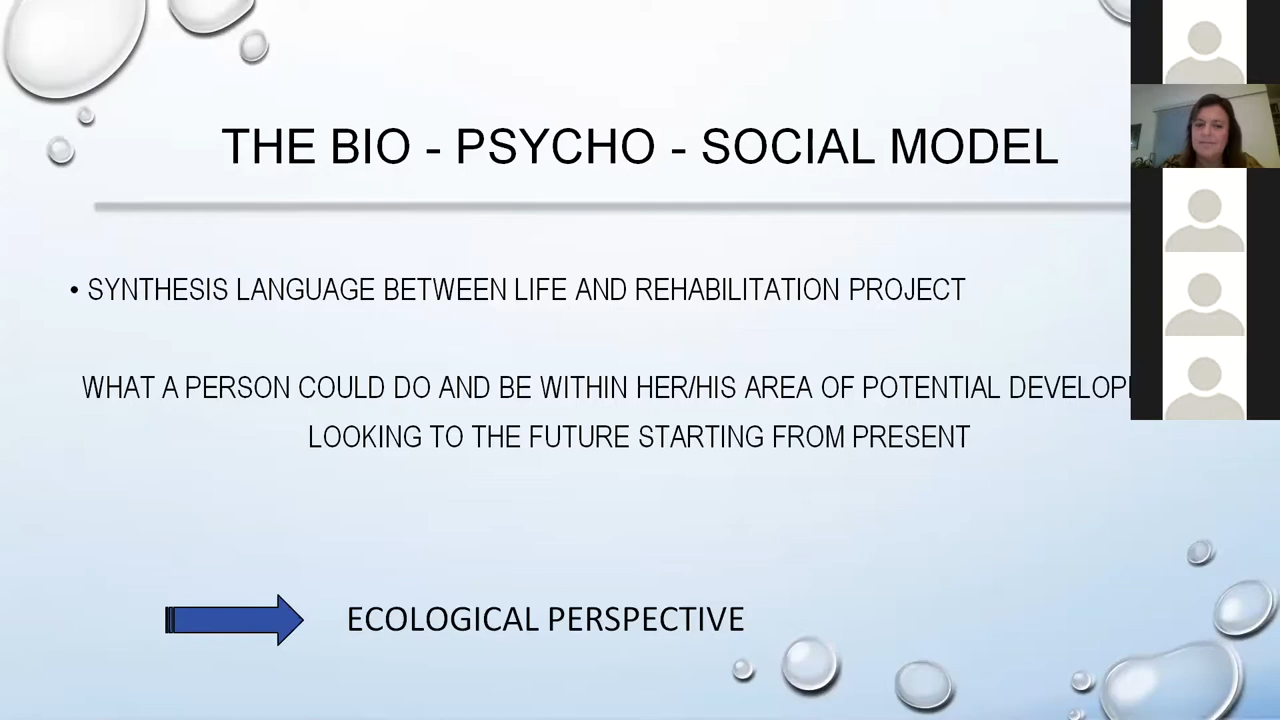 THE BIO - PSYCHO - SOCIAL MODEL
• SYNTHESIS LANGUAGE BETWEEN LIFE AND REHABILITATION PROJECT
WHAT A PERSON COULD DO AND BE WITHIN HER/HIS AREA OF POTENTIAL
LOOKING TO THE FUTURE STARTING FROM PRESENT
ECOLOGICAL PERSPECTIVE